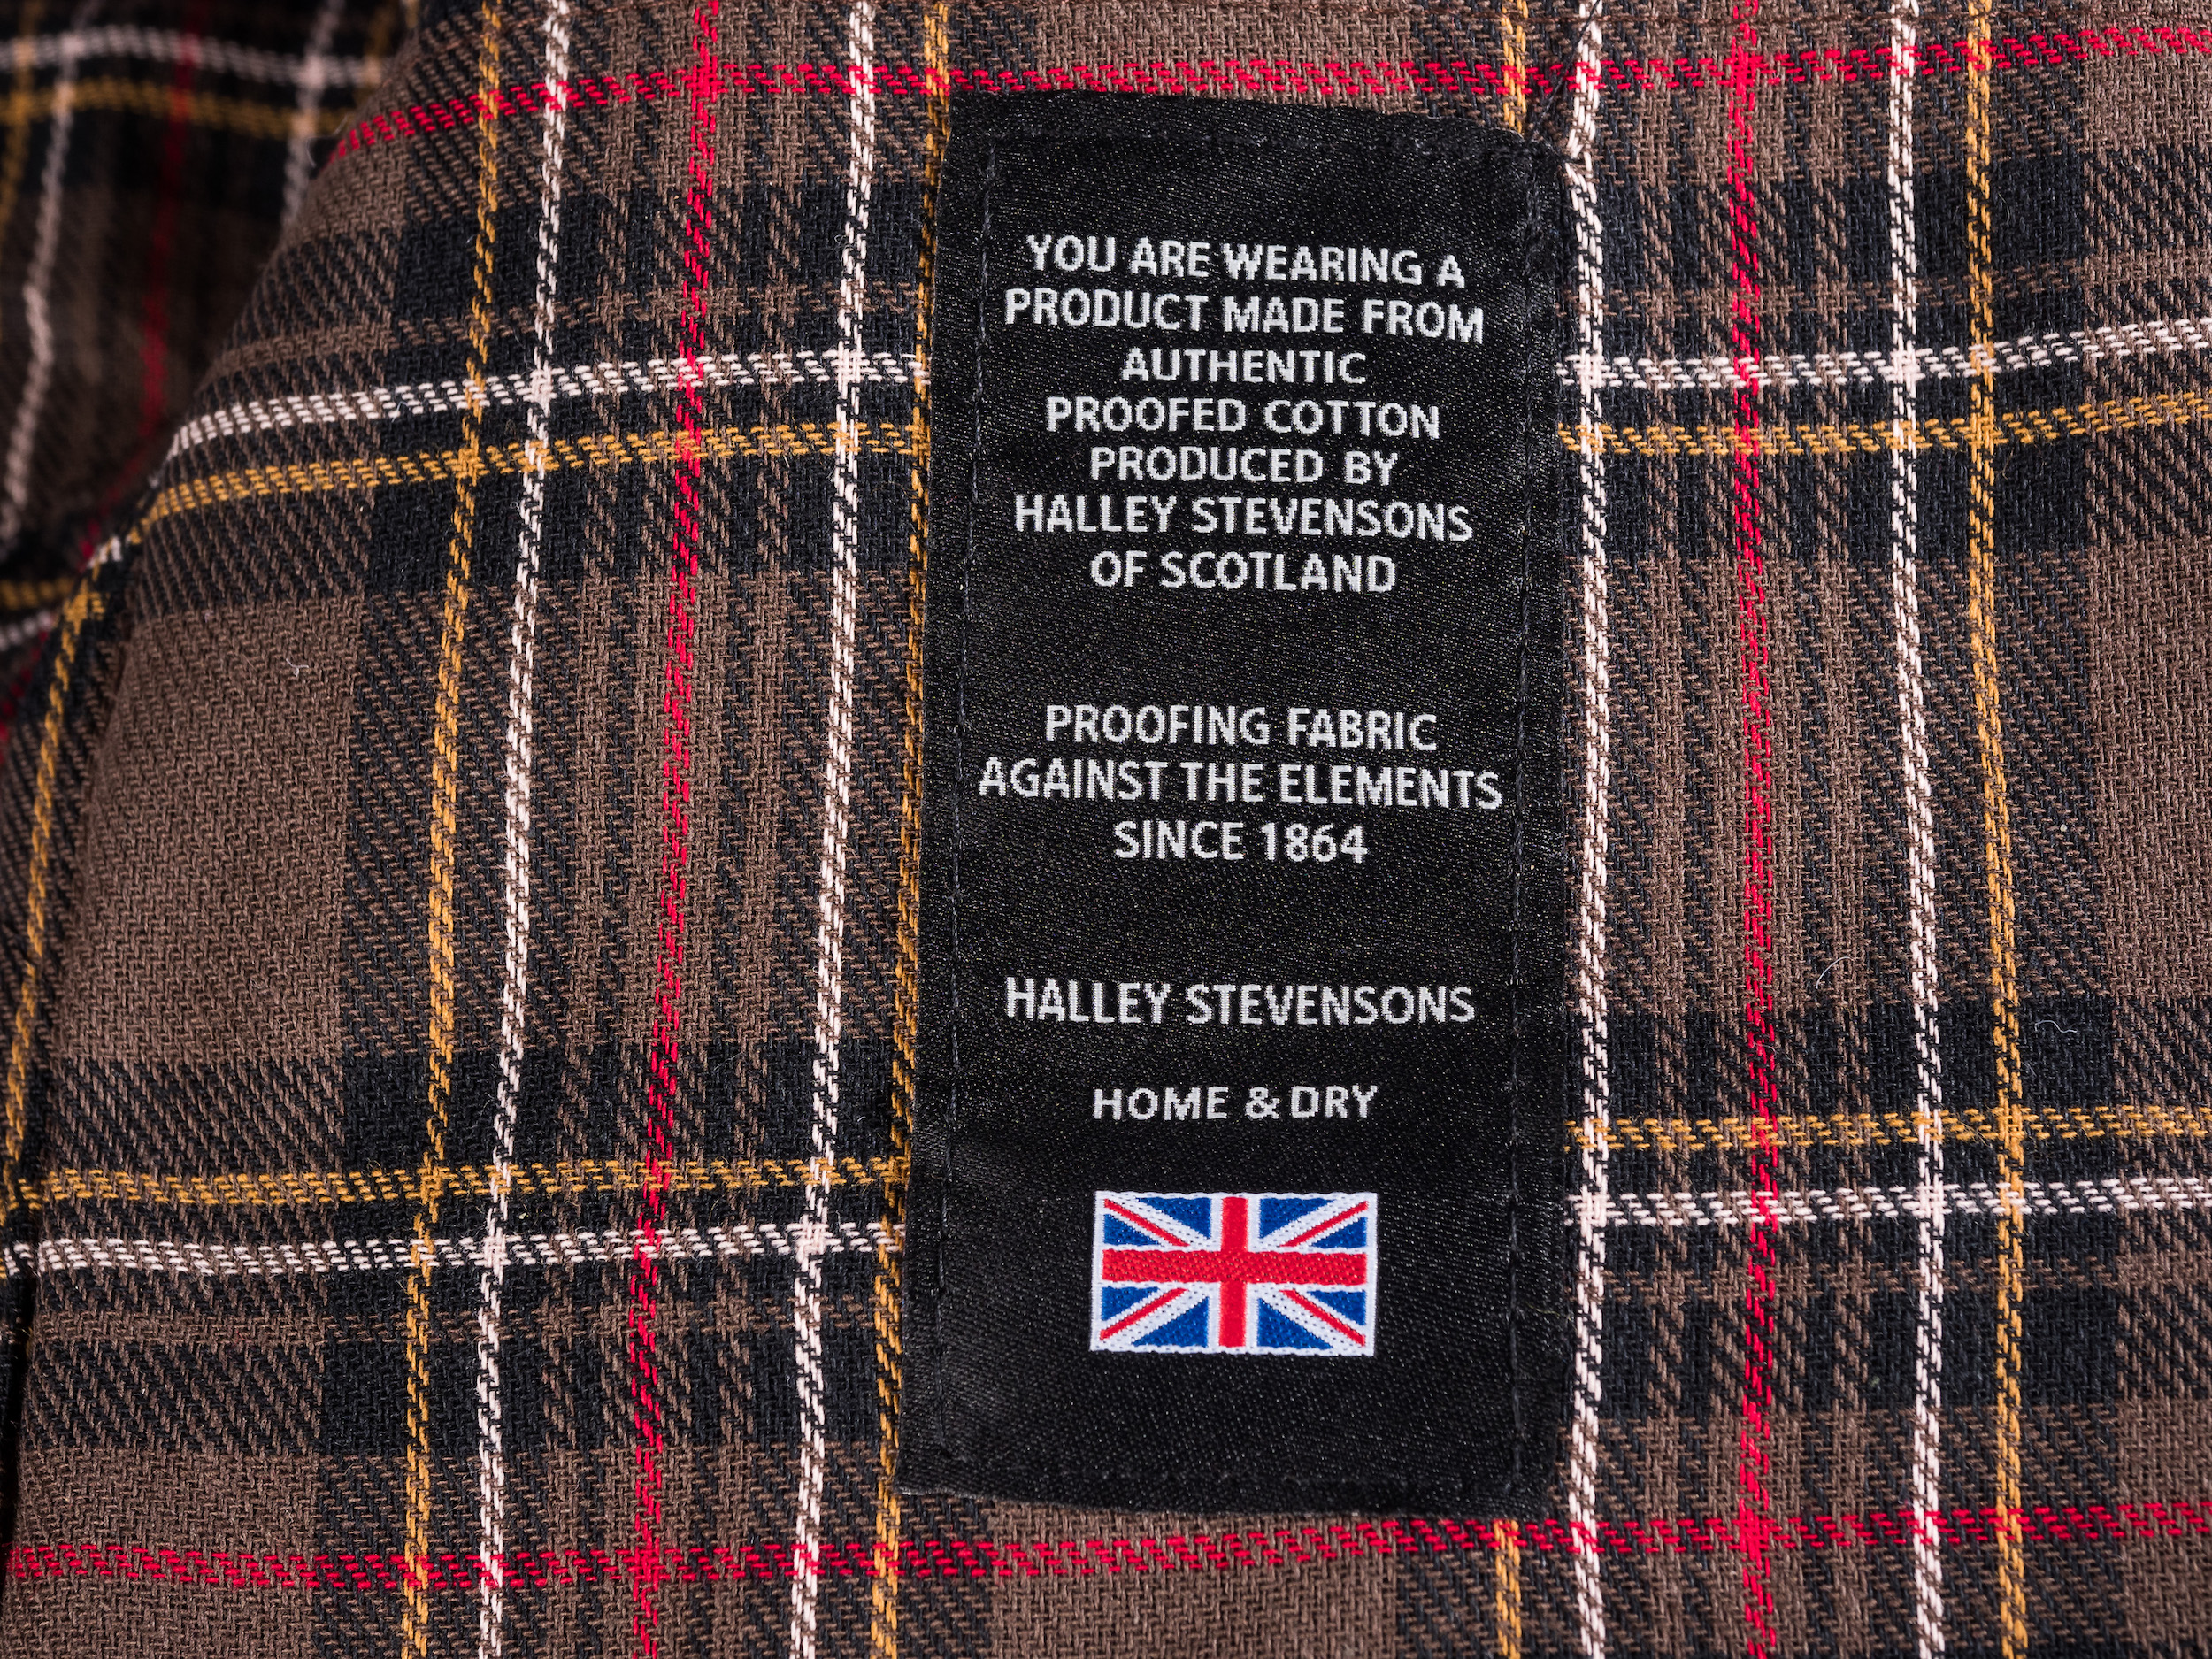 YOU ARE WEARING A
PRODUCT MADE FROM
AUTHENTIC
PROOFED COTTON
PRODUCED BY
HALLEY STEVENSONS
OF SCOTLAND
PROOFING FABRIC
AGAINST THE ELEMENTS
SINCE 1864
HALLEY STEVENSONS
HOME & DRY